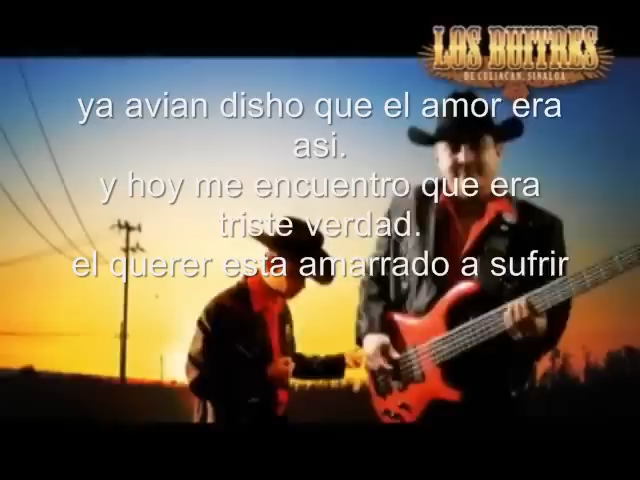 LOS BUITRES
DE CULIACAN, SINALOA
ya avian disho que el amor era
asi.
y hoy me encuentro que era
triste verdad.
el querer esta amarrado a sufrir